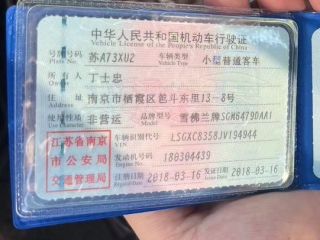 中华人民共和国机动车行驶证
Vehicle License of the People's Republic of China
号牌号码 苏A73XU2 车辆类型 小型普通客车
Plate No. Vehicle Type
所有人 丁士忠
Owner
住址 南京市栖霞区笆斗东里13-8号
Address
使用性质 非营运 品牌型号 雪佛兰牌SGM6479DAA1
Use Character Model
江苏省南京
市公安局
交通管理局
车辆识别代号 LSGXC8358JV194944
VIN
发动机号码 180304439
Engine No.
注册日期 2018-03-16 发证日期 2018-03-16
Register Date Issue Date